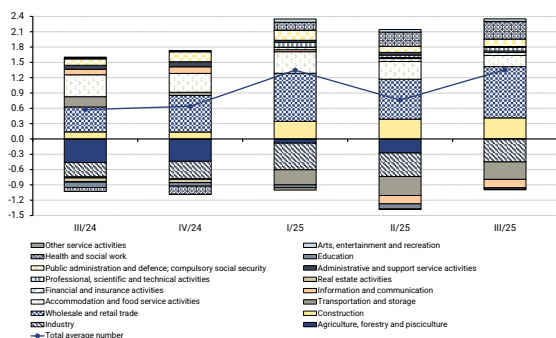 2.4
2.1
1.8
1.5
1.2
0.9
0.6
0.3
0.0
-0.3
-0.6
-0.9
-1.2
-1.5
III/24 IV/24 I/25 II/25 III/25
Other service activities Arts, entertainment and recreation
Health and social work Education
Public administration and defence; compulsory social security Administrative and support service activities
Professional, scientific and technical activities Real estate activities
Financial and insurance activities Information and communication
Accommodation and food service activities Transportation and storage
Wholesale and retail trade Construction
Industry Agriculture, forestry and pisciculture
Total average number